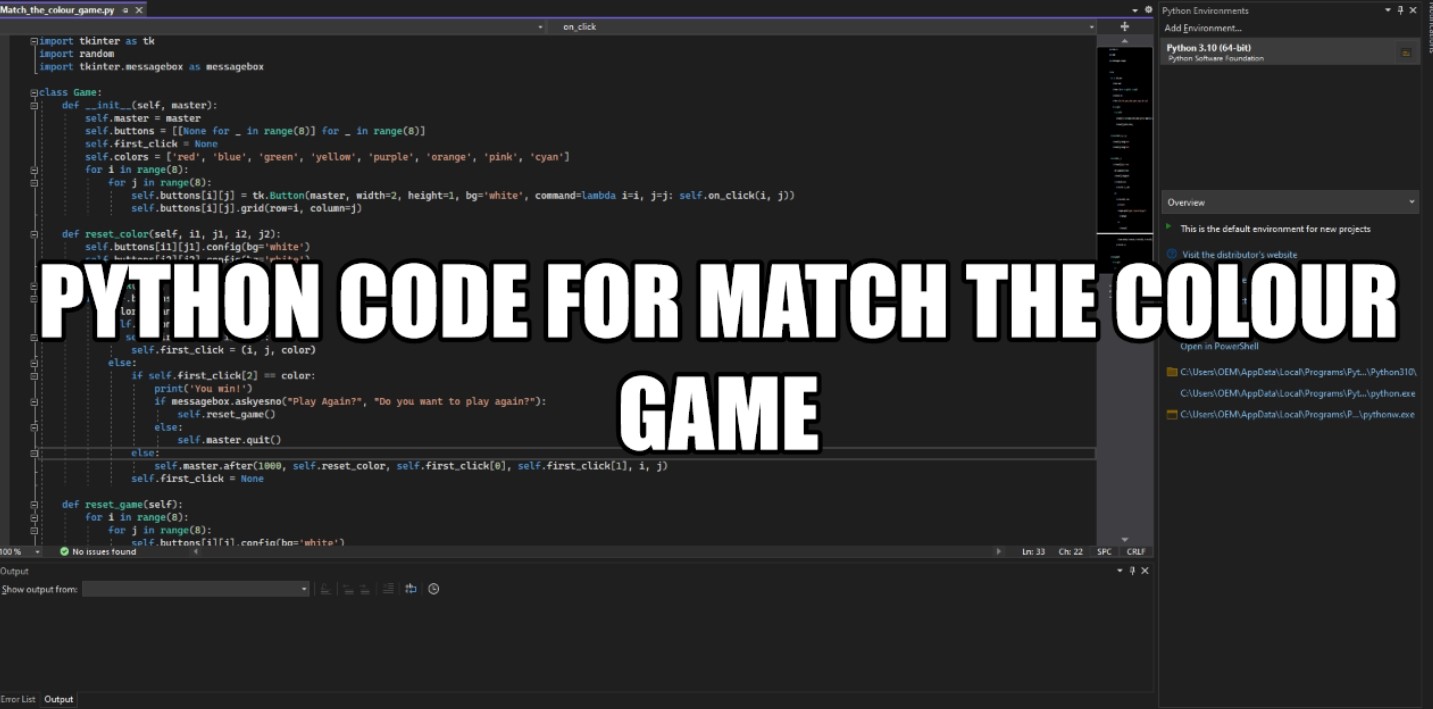 Match_the_colour_game.py
on_click
import tkinter as tk
import random
import tkinter.messagebox as messagebox
class Game:
def __init__(self, master):
self.master = master
self.buttons = [[None for _ in range(8)] for _ in range(8)]
self.first_click = None
self.colors = ['red', 'blue', 'green', 'yellow', 'purple', 'orange', 'pink', 'cyan']
for i in range(8):
for j in range(8):
self.buttons[i][j] = tk.Button(master, width=2, height=1, bg='white', command=lambda i=i, j=j: self.on_click(i, j))
self.buttons[i][j].grid(row=i, column=j)
def reset_color(self, i1, j1, i2, j2):
self.buttons[i1][j1].config(bg='white')
PYTHON CODE FOR MATCH THE COLOUR
GAME
self.first_click = (i, j, color)
else:
if self.first_click[2] == color:
print('You win!')
if messagebox.askyesno("Play Again?", "Do you want to play again?"):
self.reset_game()
else:
self.master.quit()
else:
self.master.after(1000, self.reset_color, self.first_click[0], self.first_click[1], i, j)
self.first_click = None
def reset_game(self):
for i in range(8):
for j in range(8):
self.buttons[i][j].config(bg='white')
100 %
No issues found
Ln: 33 Ch: 22 SPC CRLF
Output
Show output from:
Error List Output
Python Environments
Add Environment...
Python 3.10 (64-bit)
Python Software Foundation
Overview
This is the default environment for new projects
Visit the distributor's website
Open in PowerShell
C:\Users\OEM\AppData\Local\Programs\Pyt...\Python310\
C:\Users\OEM\AppData\Local\Programs\Pyt...\python.exe
C:\Users\OEM\AppData\Local\Programs\P...\pythonw.exe